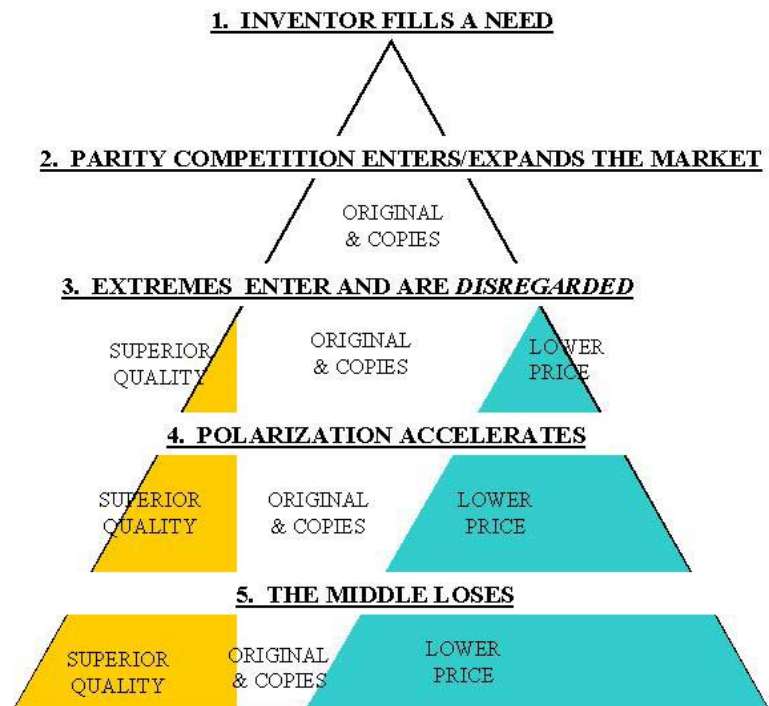 1. INVENTOR FILLS A NEED
2. PARITY COMPETITION ENTERS/EXPANDS THE MARKET
ORIGINAL
& COPIES
3. EXTREMES ENTER AND ARE DISREGARDED
SUPERIOR
QUALITY
ORIGINAL
& COPIES
LOWER
PRICE
4. POLARIZATION ACCELERATES
SUPERIOR
QUALITY
ORIGINAL
& COPIES
LOWER
PRICE
5. THE MIDDLE LOSES
SUPERIOR
QUALITY
ORIGINAL
& COPIES
LOWER
PRICE